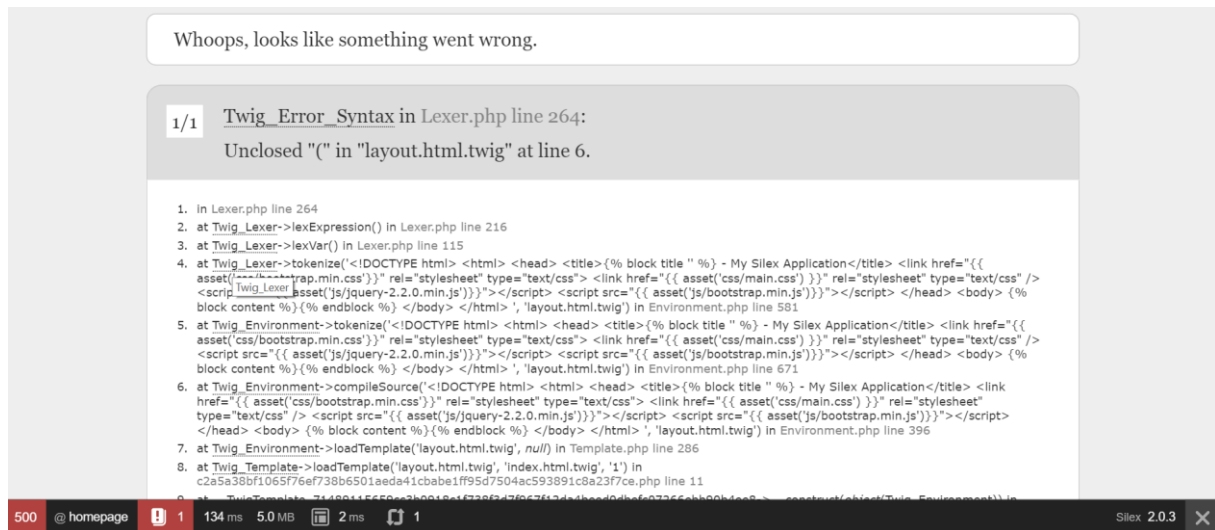 Whoops, looks like something went wrong.
1/1
Twig_Error_Syntax in Lexer.php line 264:
Unclosed "(" in "layout.html.twig" at line 6.
1. in Lexer.php line 264
2. at Twig_Lexer->lexExpression() in Lexer.php line 216
3. at Twig_Lexer->lexVar() in Lexer.php line 115
4. at Twig_Lexer->tokenize('<!DOCTYPE html> <html> <head> <title>{% block title '' %} - My Silex Application</title> <link href="{{
asset('css/bootstrap.min.css'}}" rel="stylesheet" type="text/css"> <link href="{{ asset('css/main.css') }}" rel="stylesheet" type="text/css" />
<scrip asset('js/jquery-2.2.0.min.js')}}"></script> <script src="{{ asset('js/bootstrap.min.js')}}"></script> </head> <body> {%
Twig_Lexer
block content %}{% endblock %} </body> </html> ', 'layout.html.twig') in Environment.php line 581
5. at Twig_Environment->tokenize('<!DOCTYPE html> <html> <head> <title>{% block title '' %} - My Silex Application</title> <link href="{{
asset('css/bootstrap.min.css'}}" rel="stylesheet" type="text/css"> <link href="{{ asset('css/main.css') }}" rel="stylesheet" type="text/css" />
<script src="{{ asset('js/jquery-2.2.0.min.js')}}"></script> <script src="{{ asset('js/bootstrap.min.js')}}"></script> </head> <body> {%
block content %}{% endblock %} </body> </html> ', 'layout.html.twig') in Environment.php line 671
6. at Twig_Environment->compileSource('<!DOCTYPE html> <html> <head> <title>{% block title '' %} - My Silex Application</title> <link
href="{{ asset('css/bootstrap.min.css'}}" rel="stylesheet" type="text/css"> <link href="{{ asset('css/main.css') }}" rel="stylesheet"
type="text/css" /> <script src="{{ asset('js/jquery-2.2.0.min.js')}}"></script> <script src="{{ asset('js/bootstrap.min.js')}}"></script>
</head> <body> {% block content %}{% endblock %} </body> </html> ', 'layout.html.twig') in Environment.php line 396
7. at Twig_Environment->loadTemplate('layout.html.twig', null) in Template.php line 286
8. at Twig_Template->loadTemplate('layout.html.twig', 'index.html.twig', '1') in
c2a5a38bf1065f76ef738b6501aeda41cbabe1ff95d7504ac593891c8a23f7ce.php line 11
500 @ homepage 1 134 ms 5.0 MB 2 ms 1 Silex 2.0.3